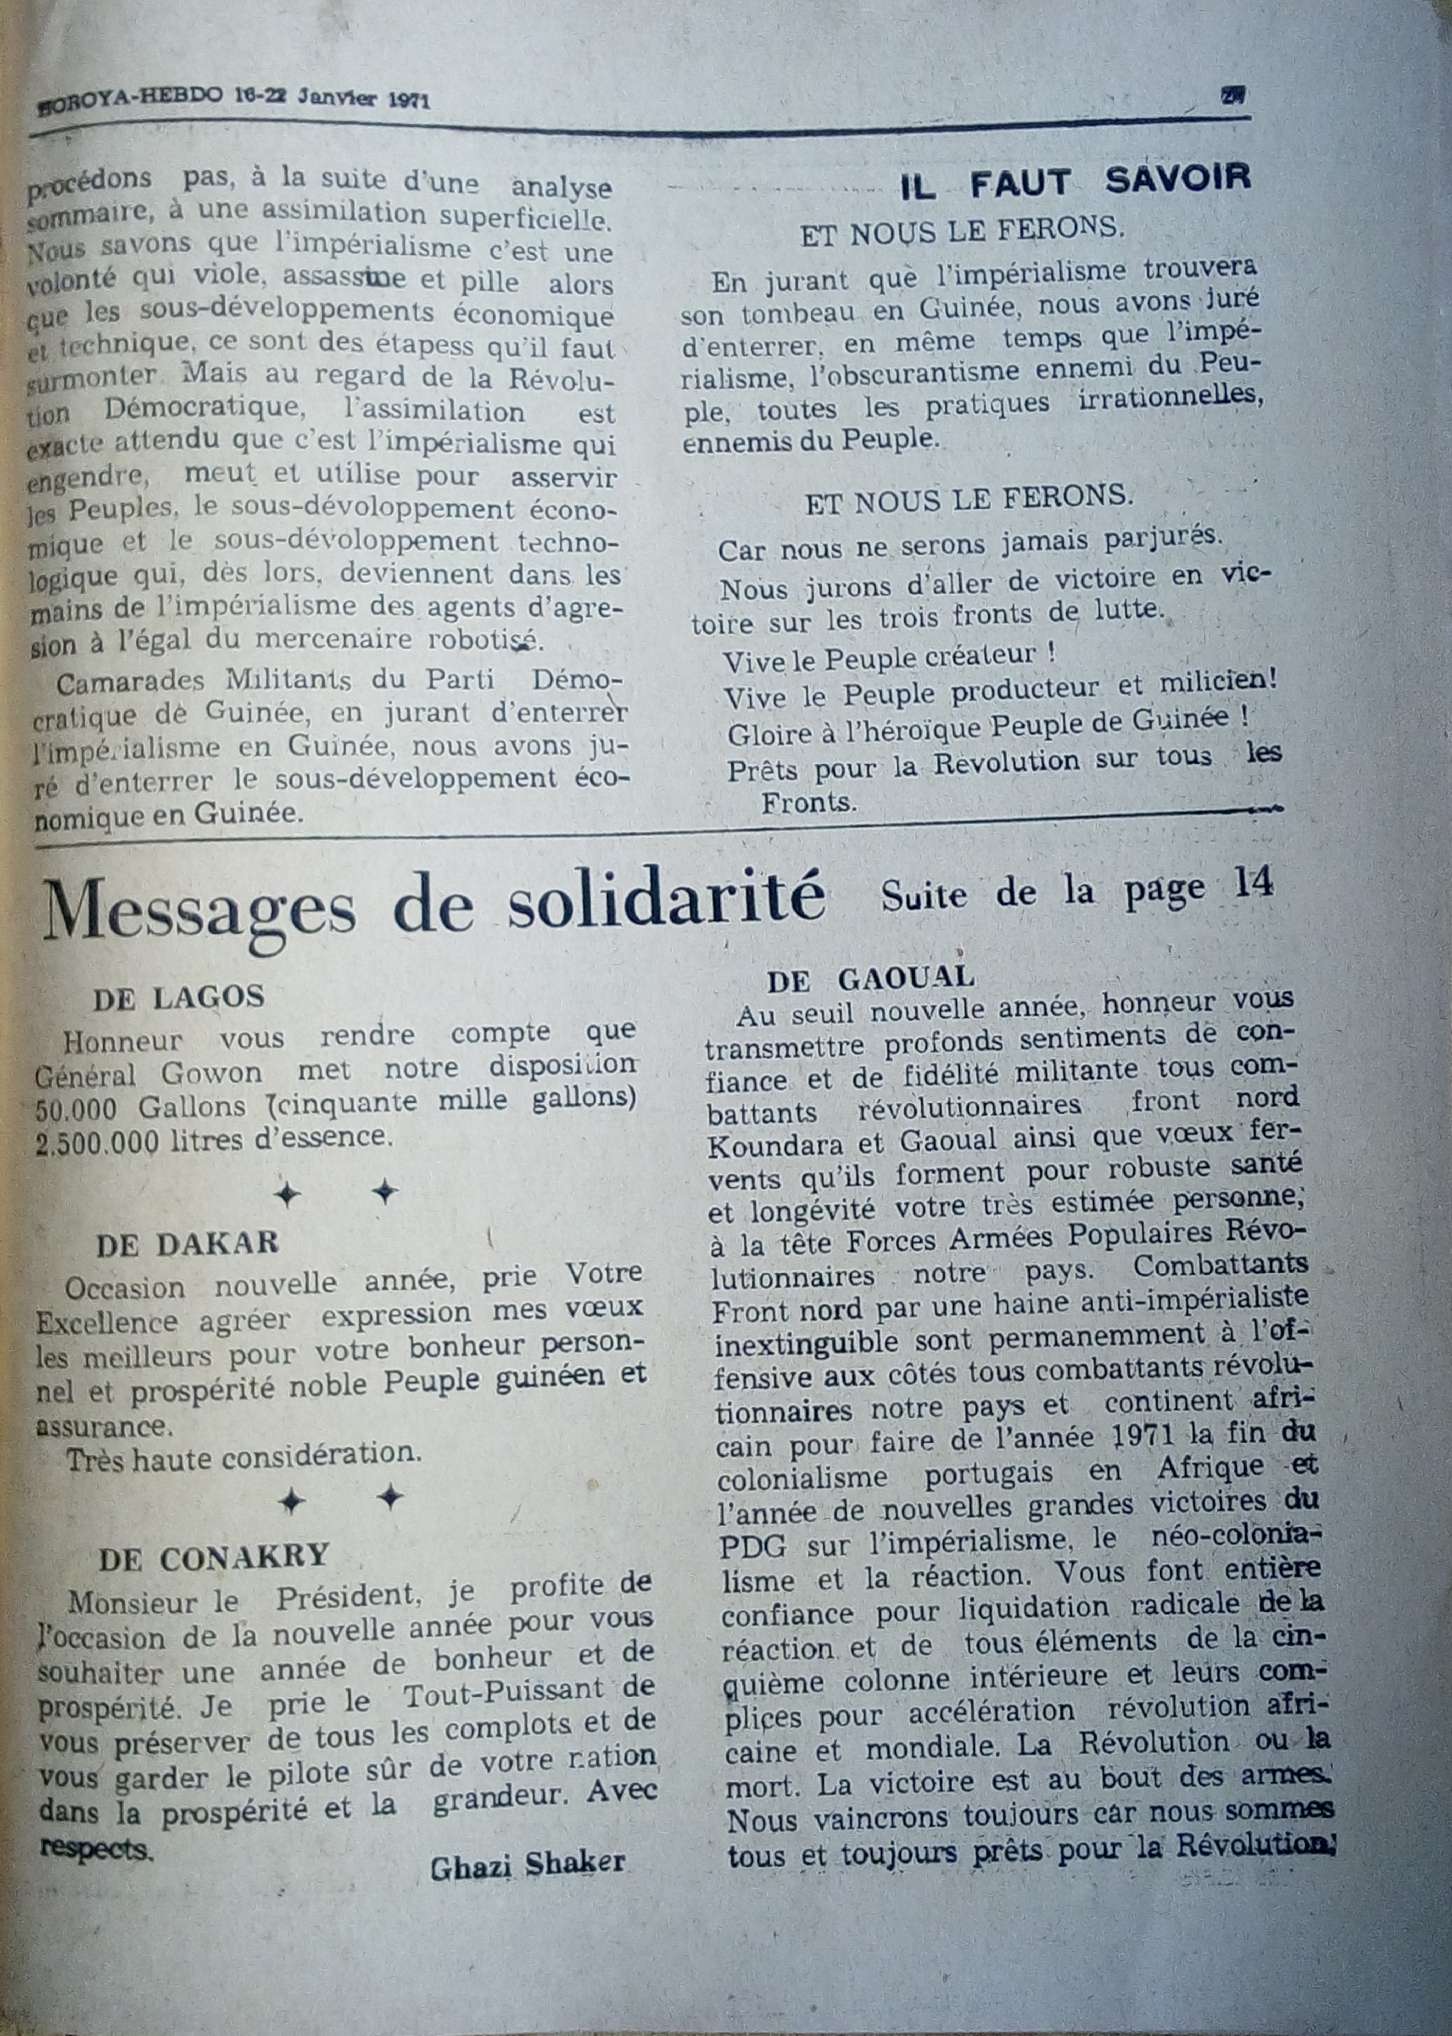 HOROYA-HEBDO 16-22 Janvier 1971
procédons pas, à la suite d'une analyse
sommaire, à une assimilation superficielle.
Nous savons que l'impérialisme c'est une
volonté qui viole, assassine et pille alors
que les sous-développements économique
et technique, ce sont des étapess qu'il faut
surmonter. Mais au regard de la Révolu-
tion Démocratique, l'assimilation est
exacte attendu que c'est l'impérialisme qui
engendre, meut et utilise pour asservir
les Peuples, le sous-dévoloppement écono-
mique et le sous-dévoloppement techno-
logique qui, dès lors, deviennent dans les
mains de l'impérialisme des agents d'agre-
sion à l'égal du mercenaire robotisé.
Camarades Militants du Parti Démo-
cratique de Guinée, en jurant d'enterrer
l'impérialisme en Guinée, nous avons ju-
ré d'enterrer le sous-développement éco-
nomique en Guinée.
IL FAUT SAVOIR
ET NOUS LE FERONS.
En jurant que l'impérialisme trouvera
son tombeau en Guinée, nous avons juré
d'enterrer, en même temps que l'impé-
rialisme, l'obscurantisme ennemi du Peu-
ple, toutes les pratiques irrationnelles,
ennemis du Peuple.
ET NOUS LE FERONS.
Car nous ne serons jamais parjurés.
Nous jurons d'aller de victoire en vic-
toire sur les trois fronts de lutte.
Vive le Peuple créateur !
Vive le Peuple producteur et milicien!
Gloire à l'héroïque Peuple de Guinée !
Prêts pour la Révolution sur tous les
Fronts.
Messages de solidarité Suite de la page 14
DE LAGOS
Honneur vous rendre compte que
Général Gowon met notre disposition
50.000 Gallons (cinquante mille gallons)
2.500.000 litres d'essence.
DE DAKAR
Occasion nouvelle année, prie Votre
Excellence agréer expression mes vœux
les meilleurs pour votre bonheur person-
nel et prospérité noble Peuple guinéen et
assurance.
Très haute considération.
DE CONAKRY
Monsieur le Président, je profite de
l'occasion de la nouvelle année pour vous
souhaiter une année de bonheur et de
prospérité. Je prie le Tout-Puissant de
vous préserver de tous les complots et de
vous garder le pilote sûr de votre nation
dans la prospérité et la grandeur. Avec
respects.
Ghazi Shaker
DE GAOUAL
Au seuil nouvelle année, honneur vous
transmettre profonds sentiments de con-
fiance et de fidélité militante tous com-
battants révolutionnaires front nord
Koundara et Gaoual ainsi que vœux fer-
vents qu'ils forment pour robuste santé
et longévité votre très estimée personne,
à la tête Forces Armées Populaires Révo-
lutionnaires notre pays. Combattants
Front nord par une haine anti-impérialiste
inextinguible sont permanemment à l'of-
fensive aux côtés tous combattants révolu-
tionnaires notre pays et continent afri-
cain pour faire de l'année 1971 la fin du
colonialisme portugais en Afrique et
l'année de nouvelles grandes victoires du
PDG sur l'impérialisme, le néo-colonia-
lisme et la réaction. Vous font entière
confiance pour liquidation radicale de la
réaction et de tous éléments de la cin-
quième colonne intérieure et leurs com-
plices pour accélération révolution afri-
caine et mondiale. La Révolution ou la
mort. La victoire est au bout des armes.
Nous vaincrons toujours car nous sommes
tous et toujours prêts pour la Révolution.